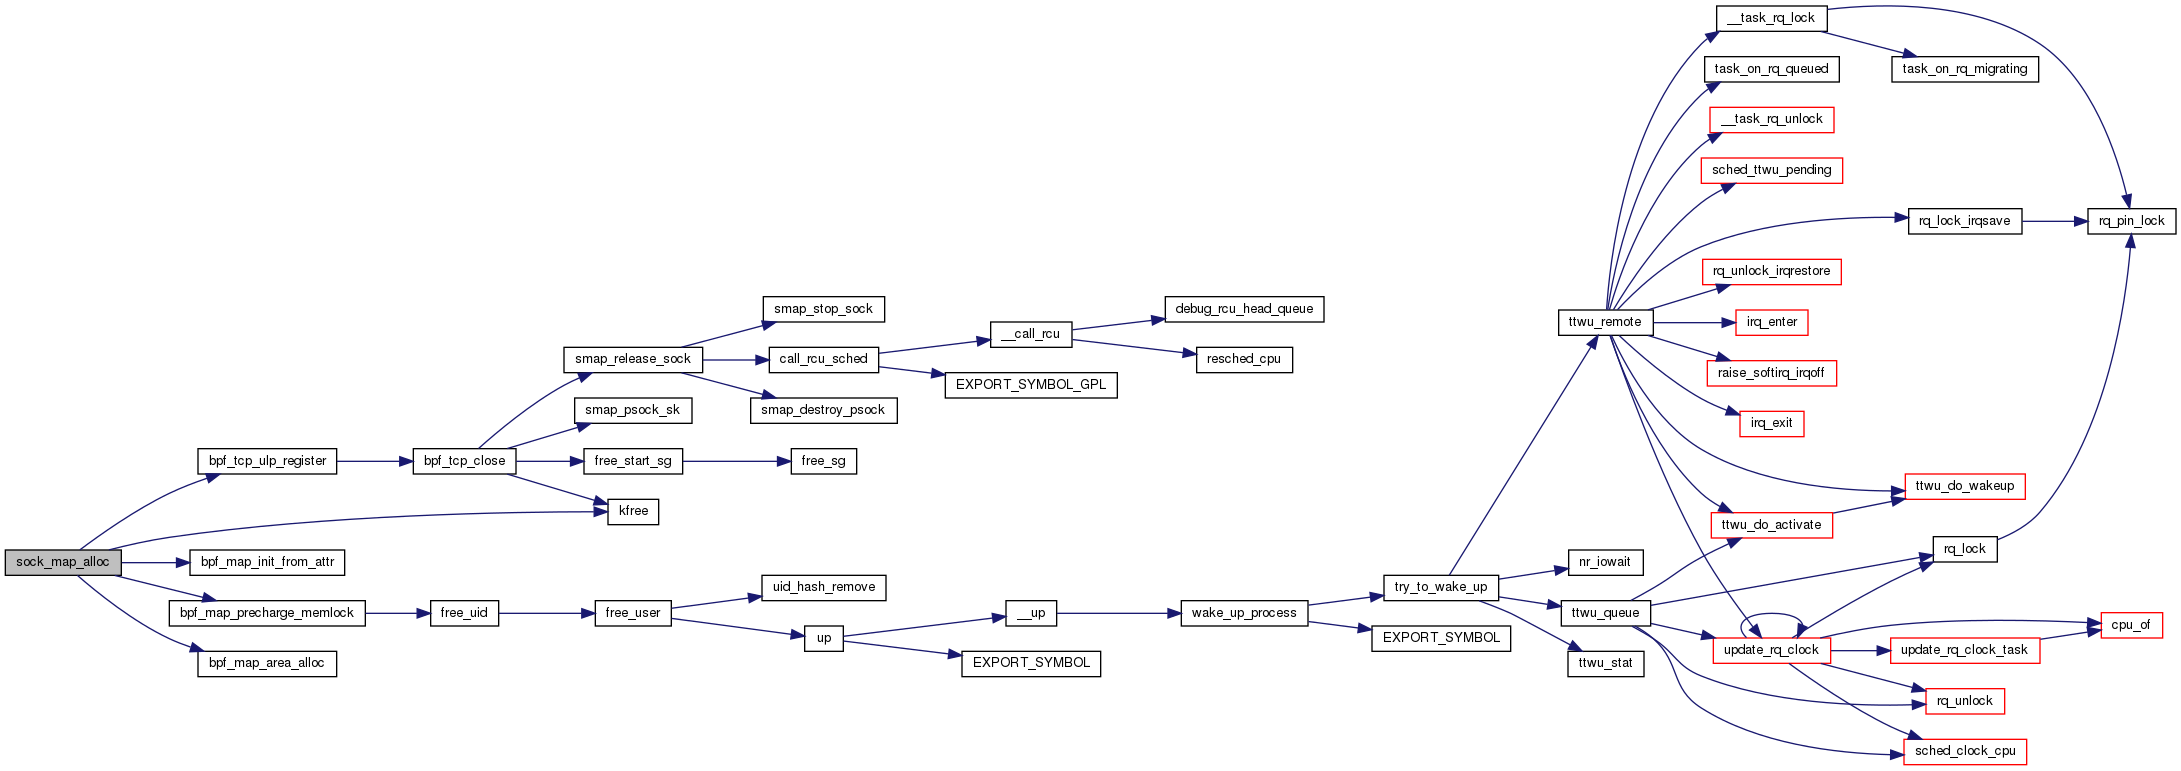 sock_map_alloc
bpf_tcp_ulp_register
bpf_map_init_from_attr
bpf_map_precharge_memlock
bpf_map_area_alloc
bpf_tcp_close
free_uid
smap_release_sock
smap_psock_sk
free_start_sg
kfree
free_user
smap_stop_sock
call_rcu_sched
smap_destroy_psock
free_sg
uid_hash_remove
up
__call_rcu
EXPORT_SYMBOL_GPL
__up
EXPORT_SYMBOL
debug_rcu_head_queue
resched_cpu
wake_up_process
try_to_wake_up
EXPORT_SYMBOL
ttwu_remote
nr_iowait
ttwu_queue
ttwu_stat
__task_rq_lock
task_on_rq_queued
__task_rq_unlock
sched_ttwu_pending
rq_unlock_irqrestore
irq_enter
raise_softirq_irqoff
irq_exit
ttwu_do_activate
update_rq_clock
task_on_rq_migrating
rq_lock_irqsave
ttwu_do_wakeup
rq_lock
update_rq_clock_task
rq_unlock
sched_clock_cpu
rq_pin_lock
cpu_of